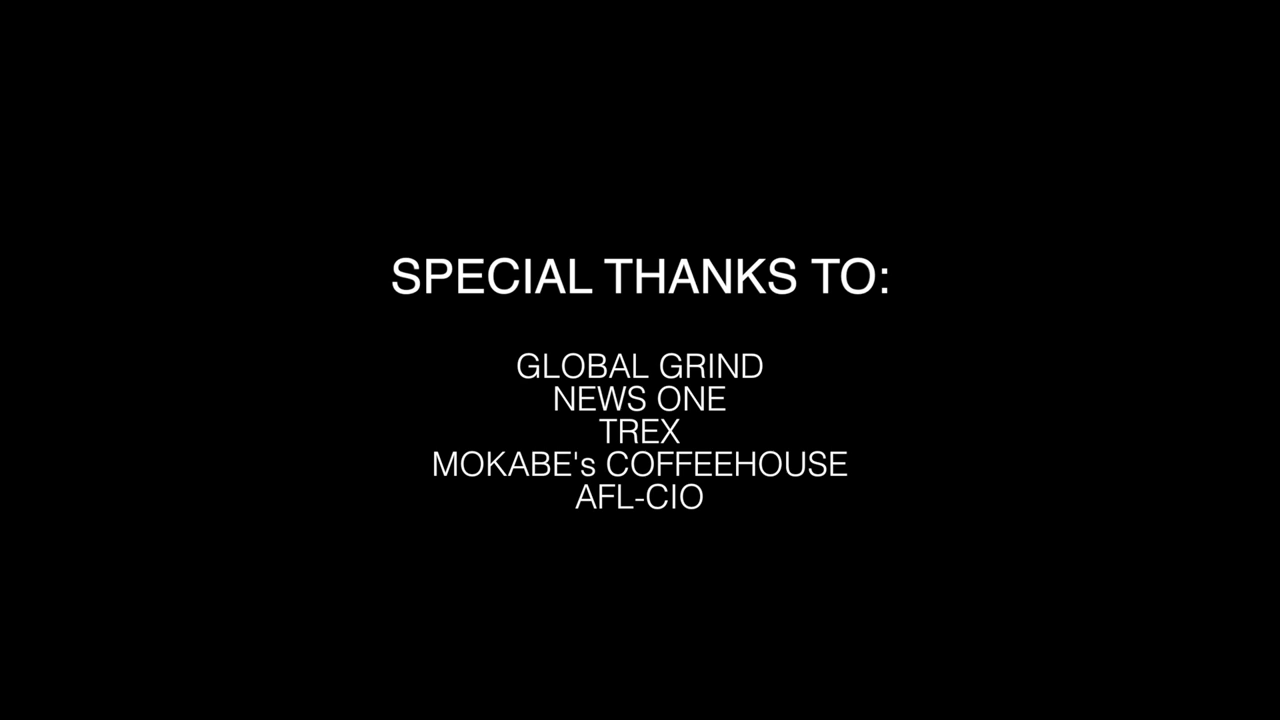 SPECIAL THANKS TO:
GLOBAL GRIND
NEWS ONE
TREX
MOKABE's COFFEEHOUSE
AFL-CIO